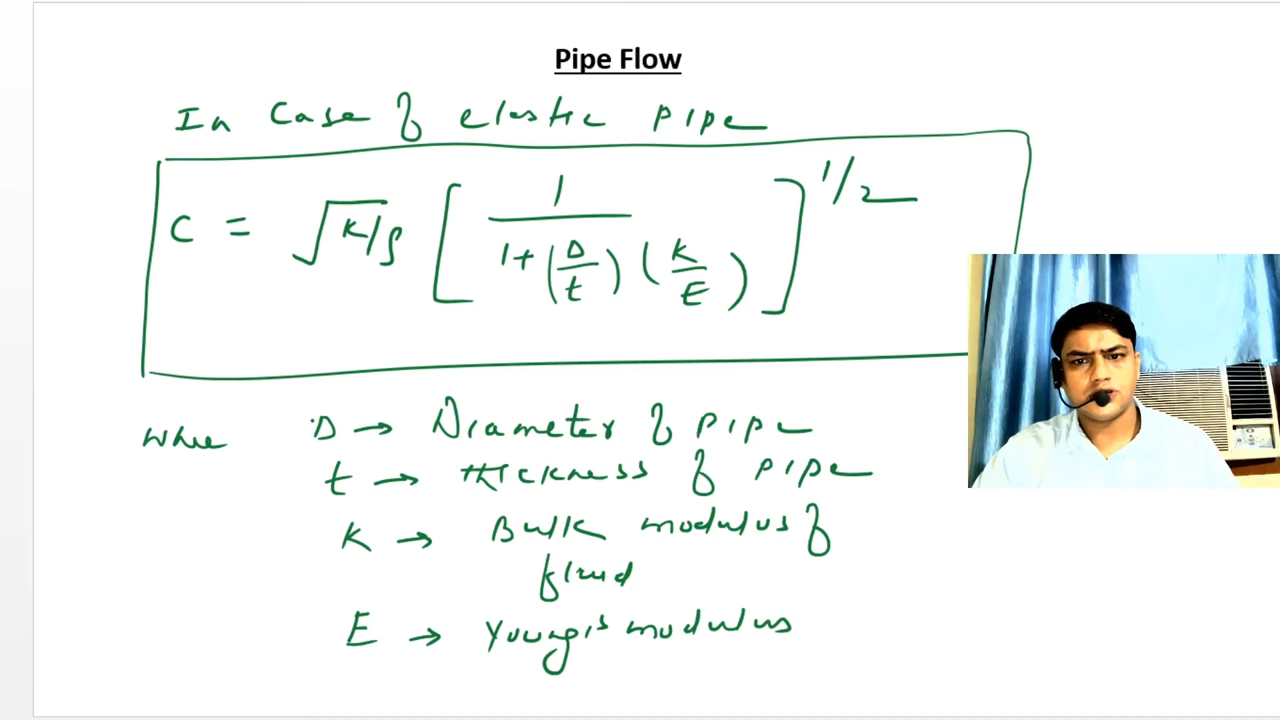 Pipe Flow
In Case of elastic pipe
C = √K/ρ [ 1 / 1+(D/t)(K/E) ]^1/2
Where D → Diameter of pipe
t → thickness of pipe
K → Bulk modulus of
fluid
E → Young's modulus